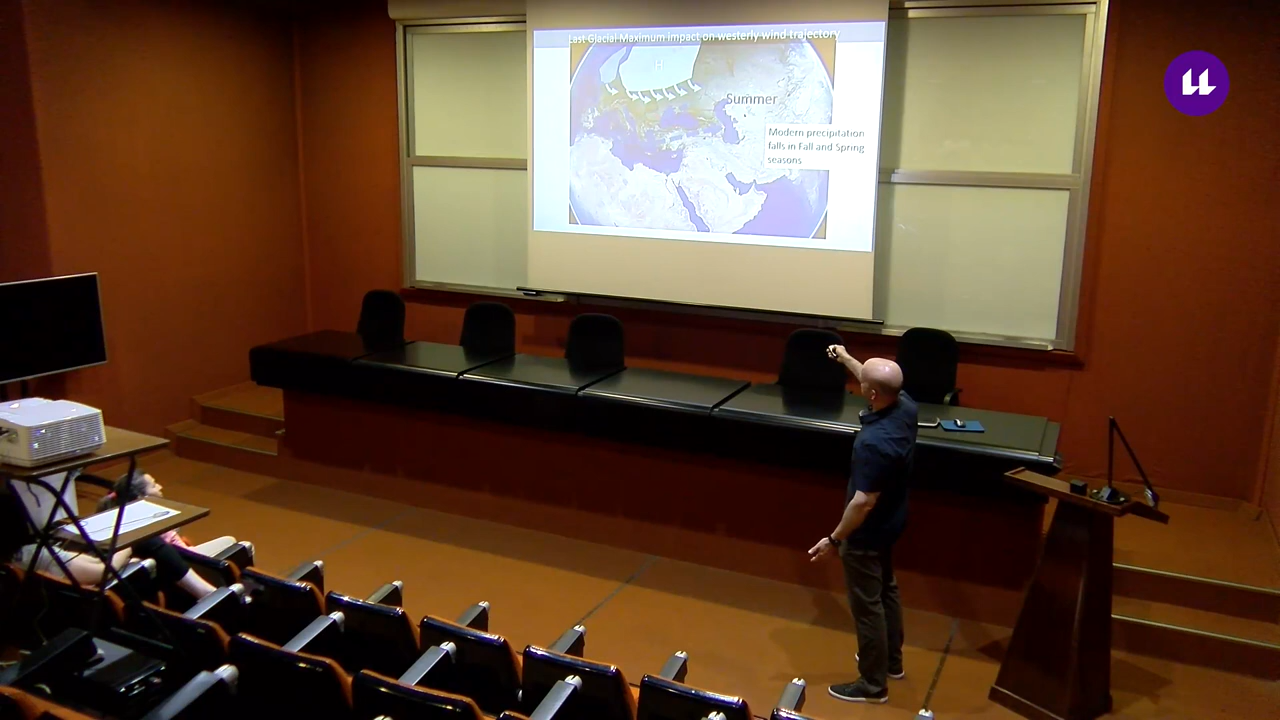 Last Glacial Maximum impact on westerly wind trajectory
H
Summer
Modern precipitation
falls in Fall and Spring
seasons